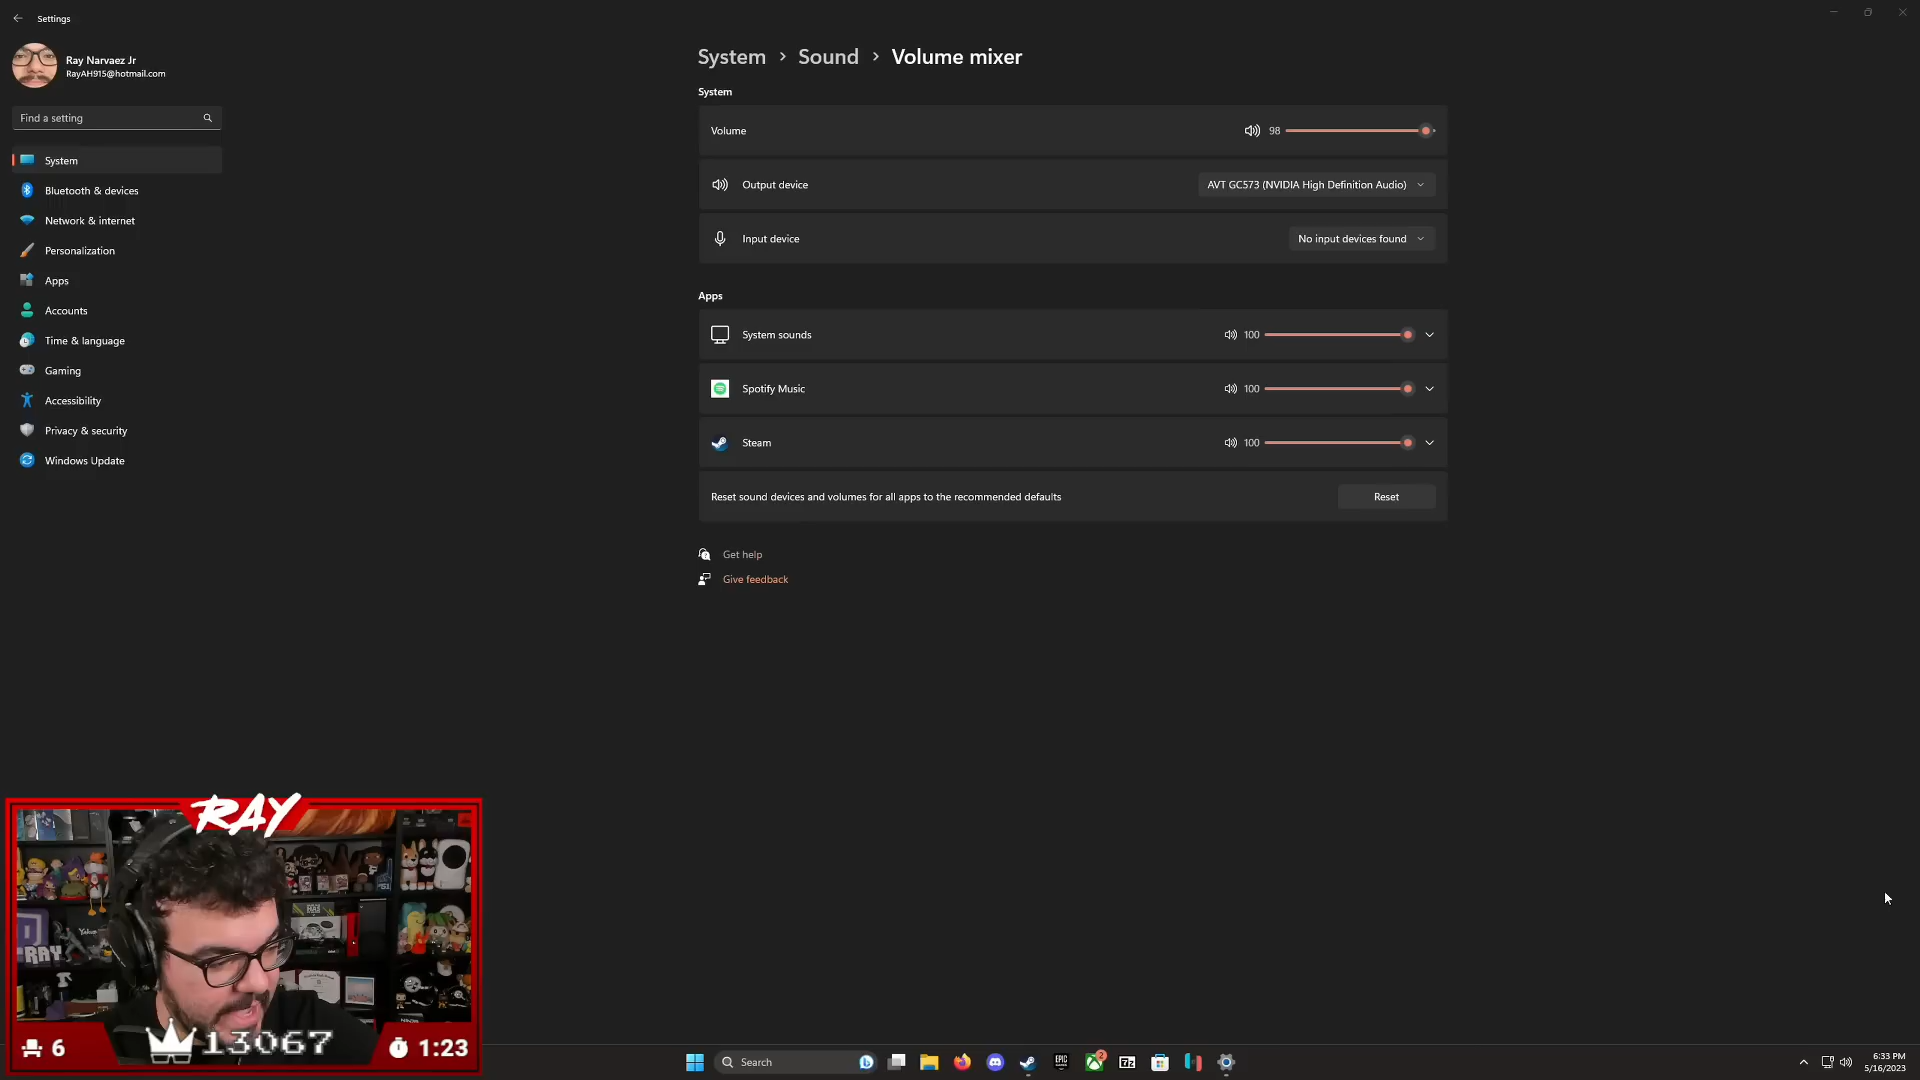 Settings
Ray Narvaez Jr
RayAH915@hotmail.com
Find a setting
System
Bluetooth & devices
Network & internet
Personalization
Apps
Accounts
Time & language
Gaming
Accessibility
Privacy & security
Windows Update
System > Sound > Volume mixer
System
Volume 98
Output device AVT GC573 (NVIDIA High Definition Audio)
Input device No input devices found
Apps
System sounds 100
Spotify Music 100
Steam 100
Reset sound devices and volumes for all apps to the recommended defaults Reset
Get help
Give feedback
RAY
RAY
6 13067 1:23
Search
EPIC
2
7z
6:33 PM
5/16/2023